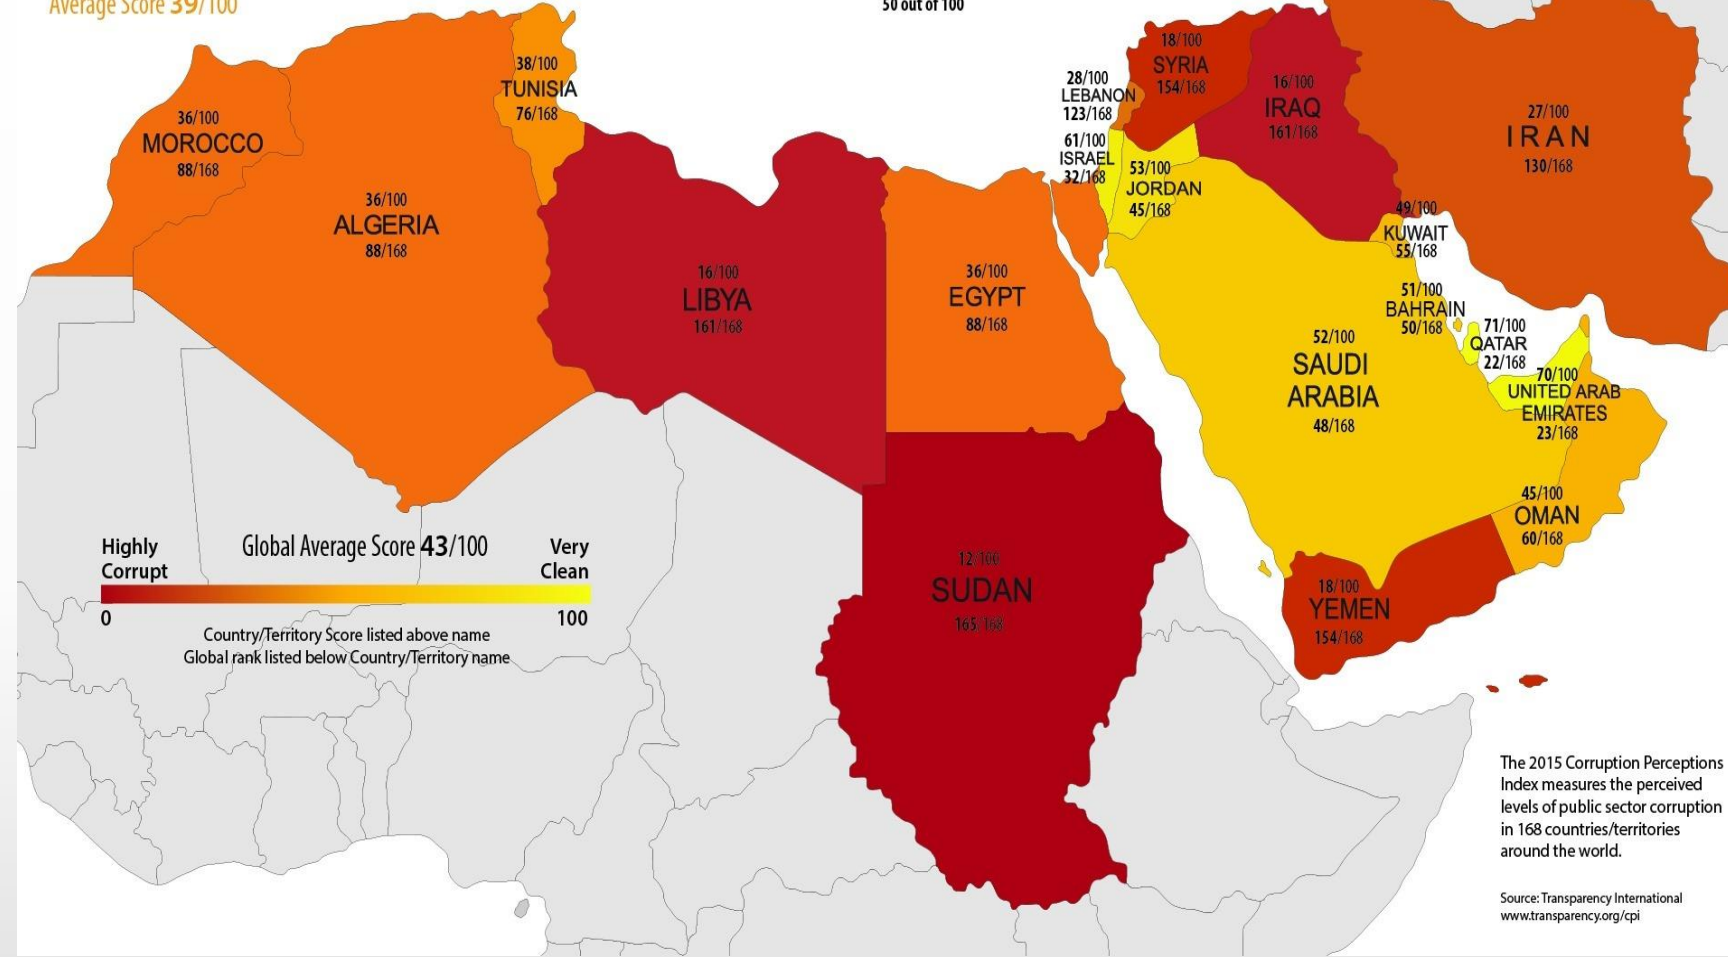 Average Score 39/100
50 out of 100
36/100
MOROCCO
88/168
36/100
ALGERIA
88/168
38/100
TUNISIA
76/168
16/100
LIBYA
161/168
36/100
EGYPT
88/168
12/100
SUDAN
165/168
28/100
LEBANON
123/168
61/100
ISRAEL
32/168
18/100
SYRIA
154/168
53/100
JORDAN
45/168
16/100
IRAQ
161/168
27/100
IRAN
130/168
49/100
KUWAIT
55/168
51/100
BAHRAIN
50/168
71/100
QATAR
22/168
70/100
UNITED ARAB
EMIRATES
23/168
52/100
SAUDI
ARABIA
48/168
45/100
OMAN
60/168
18/100
YEMEN
154/168
Highly
Corrupt
Global Average Score 43/100
Very
Clean
0
100
Country/Territory Score listed above name
Global rank listed below Country/Territory name
The 2015 Corruption Perceptions
Index measures the perceived
levels of public sector corruption
in 168 countries/territories
around the world.
Source: Transparency International
www.transparency.org/cpi